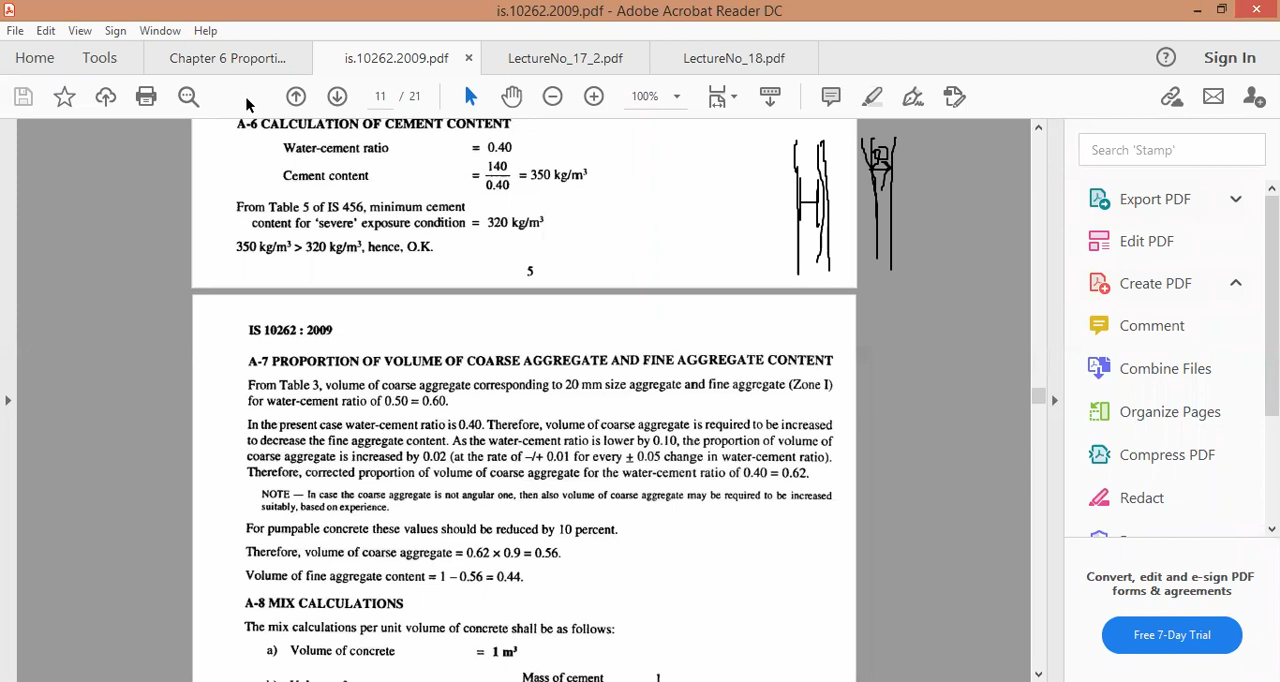 is.10262.2009.pdf - Adobe Acrobat Reader DC
File Edit View Sign Window Help
Home Tools Chapter 6 Proporti... is.10262.2009.pdf × LectureNo_17_2.pdf LectureNo_18.pdf Sign In
11 / 21 100%
A-6 CALCULATION OF CEMENT CONTENT
Water-cement ratio = 0.40
Cement content = 140/0.40 = 350 kg/m³
From Table 5 of IS 456, minimum cement
content for ‘severe’ exposure condition = 320 kg/m³
350 kg/m³ > 320 kg/m³, hence, O.K.
5
IS 10262 : 2009
A-7 PROPORTION OF VOLUME OF COARSE AGGREGATE AND FINE AGGREGATE CONTENT
From Table 3, volume of coarse aggregate corresponding to 20 mm size aggregate and fine aggregate (Zone I)
for water-cement ratio of 0.50 = 0.60.
In the present case water-cement ratio is 0.40. Therefore, volume of coarse aggregate is required to be increased
to decrease the fine aggregate content. As the water-cement ratio is lower by 0.10, the proportion of volume of
coarse aggregate is increased by 0.02 (at the rate of –/+ 0.01 for every ± 0.05 change in water-cement ratio).
Therefore, corrected proportion of volume of coarse aggregate for the water-cement ratio of 0.40 = 0.62.
NOTE — In case the coarse aggregate is not angular one, then also volume of coarse aggregate may be required to be increased
suitably, based on experience.
For pumpable concrete these values should be reduced by 10 percent.
Therefore, volume of coarse aggregate = 0.62 × 0.9 = 0.56.
Volume of fine aggregate content = 1 – 0.56 = 0.44.
A-8 MIX CALCULATIONS
The mix calculations per unit volume of concrete shall be as follows:
a) Volume of concrete = 1 m³
Mass of cement 1
Search 'Stamp'
Export PDF
Edit PDF
Create PDF
Comment
Combine Files
Organize Pages
Compress PDF
Redact
Convert, edit and e-sign PDF
forms & agreements
Free 7-Day Trial